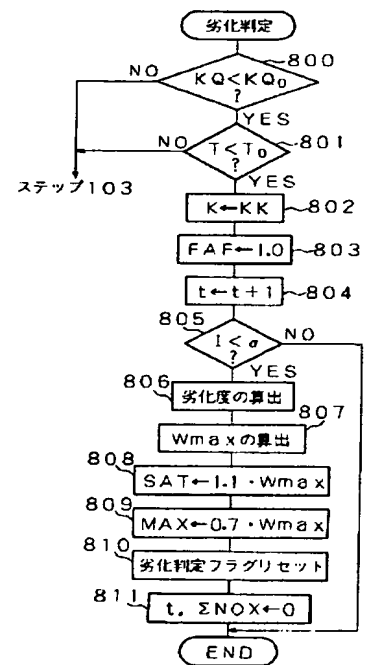 劣化判定
800
NO
KQ<KQ₀
?
YES
801
NO
T<T₀
?
YES
ステップ103
K←KK
802
FAF←1.0
803
t←t+1
804
805
I<α
?
NO
YES
806
劣化度の算出
807
Wmaxの算出
808
SAT←1.1・Wmax
809
MAX←0.7・Wmax
810
劣化判定フラグリセット
811
t. ΣNOX←0
END